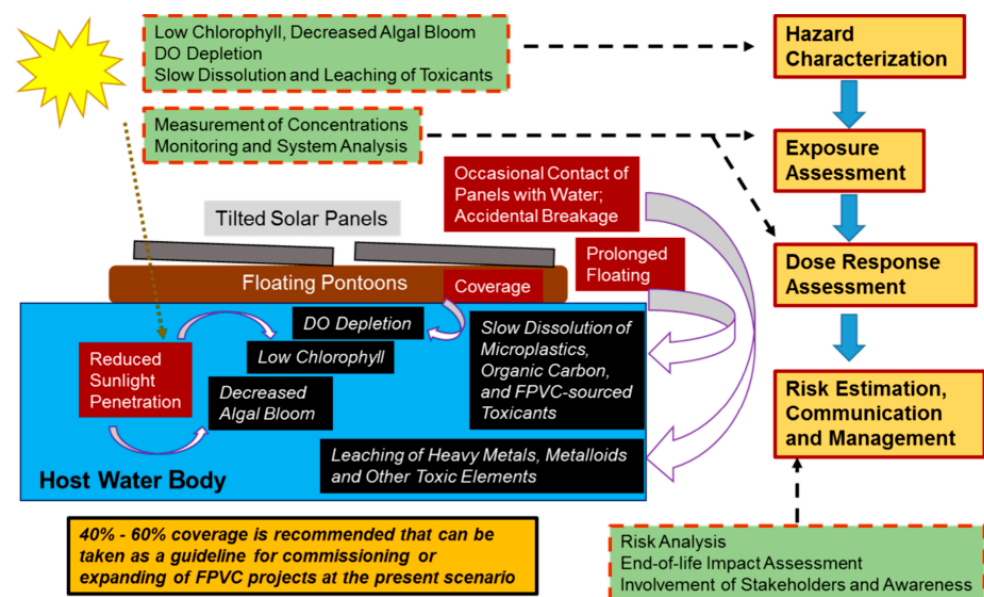 Low Chlorophyll, Decreased Algal Bloom
DO Depletion
Slow Dissolution and Leaching of Toxicants
Hazard
Characterization
Measurement of Concentrations
Monitoring and System Analysis
Exposure
Assessment
Occasional Contact of
Panels with Water;
Accidental Breakage
Tilted Solar Panels
Prolonged
Floating
Dose Response
Assessment
Floating Pontoons
Coverage
DO Depletion
Slow Dissolution of
Microplastics,
Organic Carbon,
and FPVC-sourced
Toxicants
Low Chlorophyll
Reduced
Sunlight
Penetration
Decreased
Algal Bloom
Risk Estimation,
Communication
and Management
Leaching of Heavy Metals, Metalloids
and Other Toxic Elements
Host Water Body
40% - 60% coverage is recommended that can be
taken as a guideline for commissioning or
expanding of FPVC projects at the present scenario
Risk Analysis
End-of-life Impact Assessment
Involvement of Stakeholders and Awareness